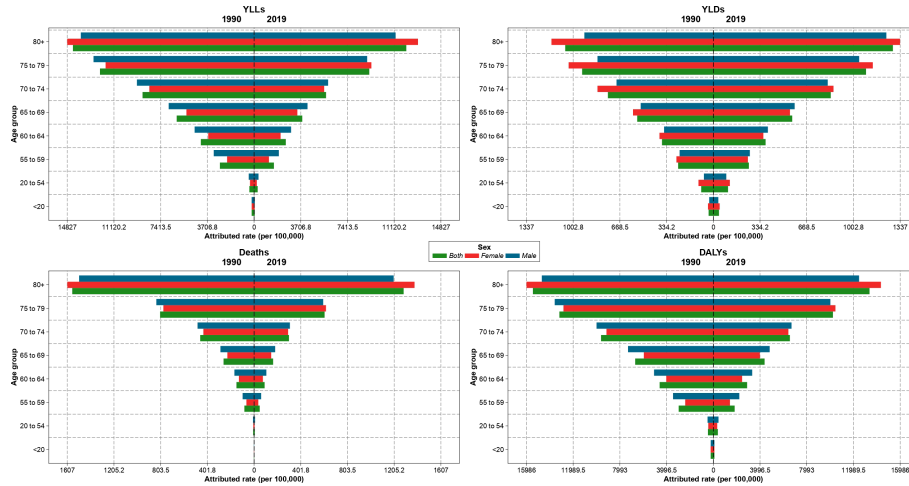 YLLs
1990 2019
Age group
80+
75 to 79
70 to 74
65 to 69
60 to 64
55 to 59
20 to 54
<20
14827 11120.2 7413.5 3706.8 0 3706.8 7413.5 11120.2 14827
Attributed rate (per 100,000)
YLDs
1990 2019
Age group
80+
75 to 79
70 to 74
65 to 69
60 to 64
55 to 59
20 to 54
<20
1337 1002.8 668.5 334.2 0 334.2 668.5 1002.8 1337
Attributed rate (per 100,000)
Sex
Both Female Male
Deaths
1990 2019
Age group
80+
75 to 79
70 to 74
65 to 69
60 to 64
55 to 59
20 to 54
<20
1607 1205.2 803.5 401.8 0 401.8 803.5 1205.2 1607
Attributed rate (per 100,000)
DALYs
1990 2019
Age group
80+
75 to 79
70 to 74
65 to 69
60 to 64
55 to 59
20 to 54
<20
15986 11989.5 7993 3996.5 0 3996.5 7993 11989.5 15986
Attributed rate (per 100,000)